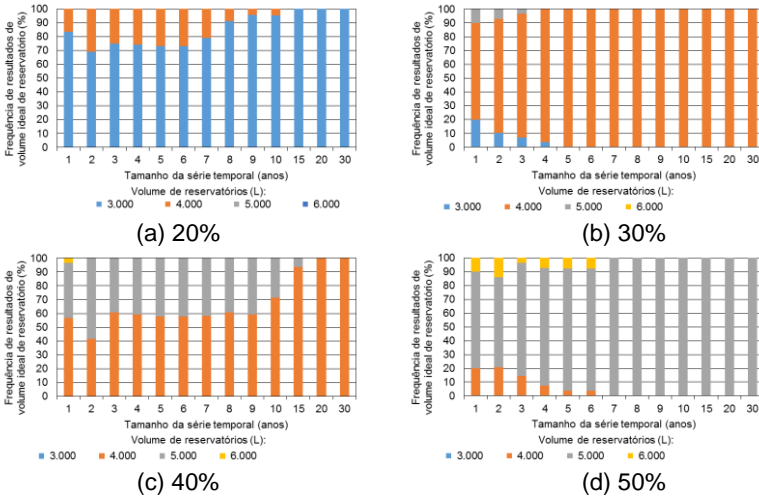 Frequência de resultados de
volume ideal de reservatório (%)
100
90
80
70
60
50
40
30
20
10
0
1 2 3 4 5 6 7 8 9 10 15 20 30
Tamanho da série temporal (anos)
Volume de reservatórios (L):
3.000 4.000 5.000 6.000
(a) 20%
Frequência de resultados de
volume ideal de reservatório (%)
100
90
80
70
60
50
40
30
20
10
0
1 2 3 4 5 6 7 8 9 10 15 20 30
Tamanho da série temporal (anos)
Volume de reservatórios (L):
3.000 4.000 5.000 6.000
(b) 30%
Frequência de resultados de
volume ideal de reservatório (%)
100
90
80
70
60
50
40
30
20
10
0
1 2 3 4 5 6 7 8 9 10 15 20 30
Tamanho da série temporal (anos)
Volume de reservatórios (L):
3.000 4.000 5.000 6.000
(c) 40%
Frequência de resultados de
volume ideal de reservatório (%)
100
90
80
70
60
50
40
30
20
10
0
1 2 3 4 5 6 7 8 9 10 15 20 30
Tamanho da série temporal (anos)
Volume de reservatórios (L):
3.000 4.000 5.000 6.000
(d) 50%